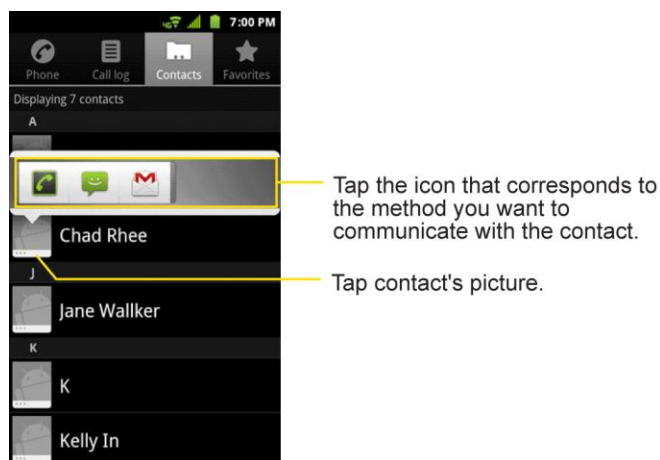 7:00 PM
Phone Call log Contacts Favorites
Displaying 7 contacts
A
Tap the icon that corresponds to
the method you want to
communicate with the contact.
Chad Rhee
Tap contact's picture.
J
Jane Wallker
K
K
Kelly In